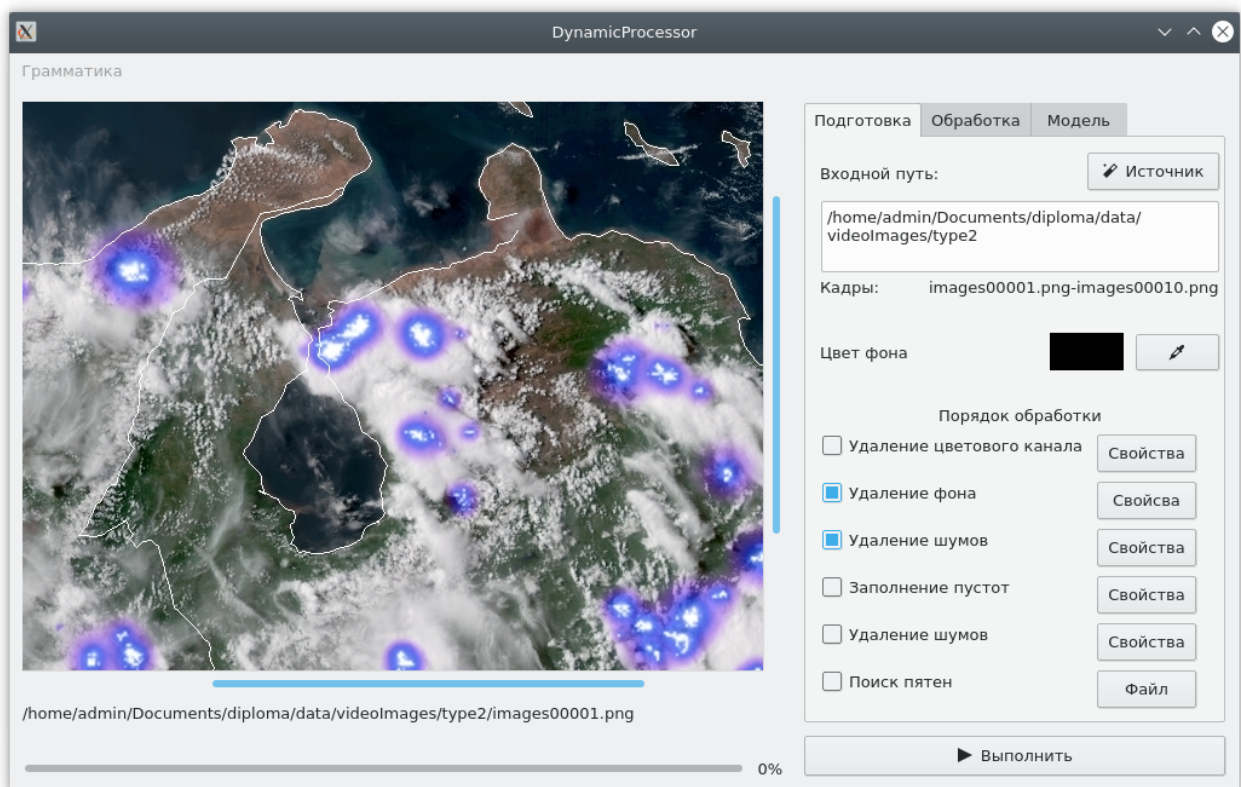 DynamicProcessor
Грамматика
Подготовка Обработка Модель
Входной путь: Источник
/home/admin/Documents/diploma/data/
videoImages/type2
Кадры: images00001.png-images00010.png
Цвет фона
Порядок обработки
Удаление цветового канала Свойства
Удаление фона Свойсва
Удаление шумов Свойства
Заполнение пустот Свойства
Удаление шумов Свойства
Поиск пятен Файл
/home/admin/Documents/diploma/data/videoImages/type2/images00001.png
0%
Выполнить